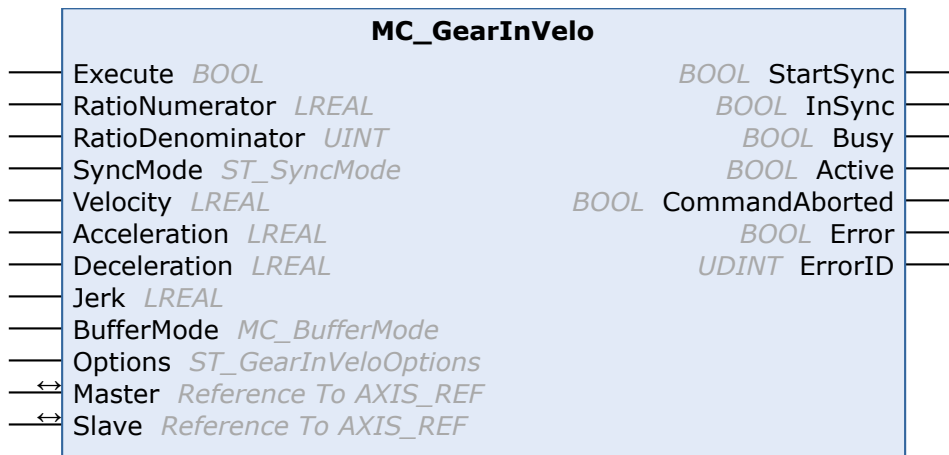 MC_GearInVelo
Execute BOOL BOOL StartSync
RatioNumerator LREAL BOOL InSync
RatioDenominator UINT BOOL Busy
SyncMode ST_SyncMode BOOL Active
Velocity LREAL BOOL CommandAborted
Acceleration LREAL BOOL Error
Deceleration LREAL UDINT ErrorID
Jerk LREAL
BufferMode MC_BufferMode
Options ST_GearInVeloOptions
↔ Master Reference To AXIS_REF
↔ Slave Reference To AXIS_REF